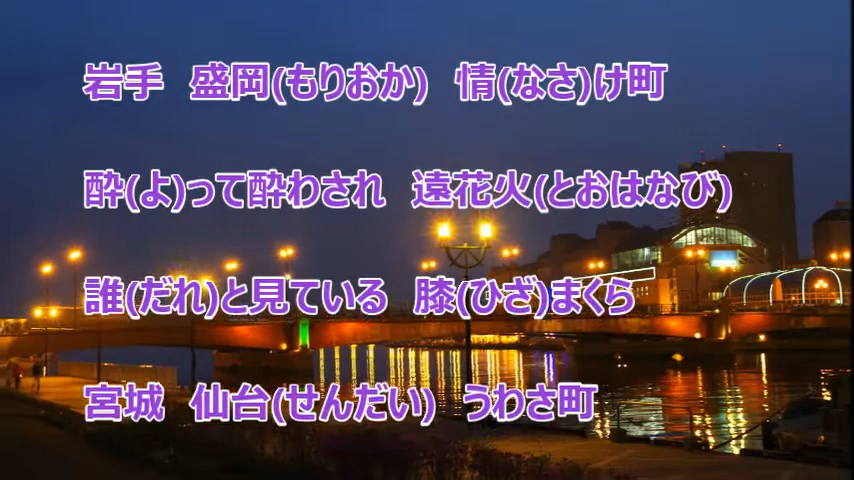 岩手　盛岡(もりおか)　情(なさ)け町
酔(よ)って酔わされ　遠花火(とおはなび)
誰(だれ)と見ている　膝(ひざ)まくら
宮城　仙台(せんだい)　うわさ町